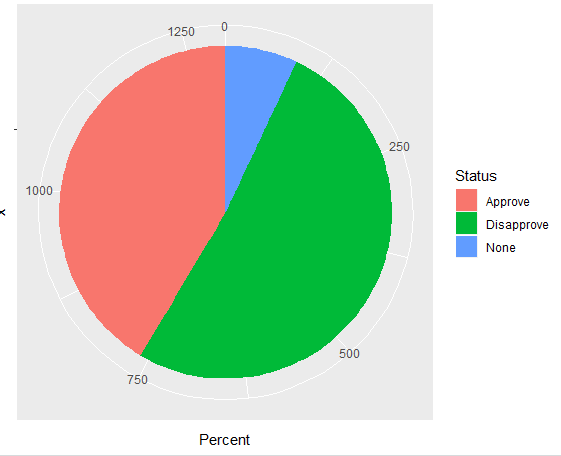 0
250
500
750
1000
1250
x
Percent
Status
Approve
Disapprove
None